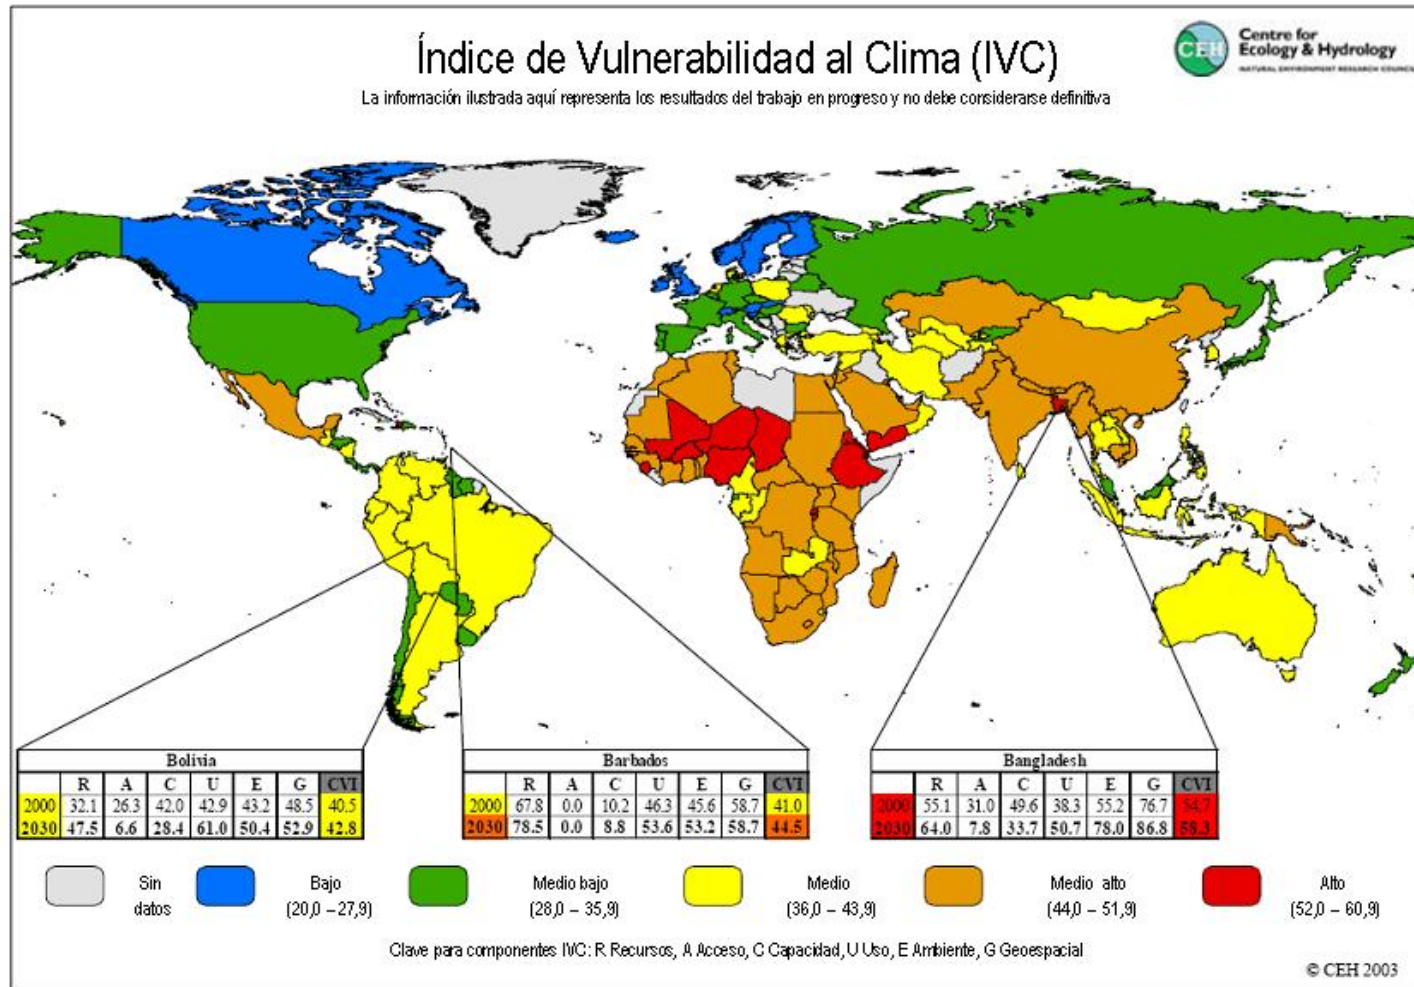 Índice de Vulnerabilidad al Clima (IVC)
La información ilustrada aquí representa los resultados del trabajo en progreso y no debe considerarse definitiva
CEH
Centre for
Ecology & Hydrology
NATURAL ENVIRONMENT RESEARCH COUNCIL
Bolivia
R A C U E G CVI
2000 32.1 26.3 42.0 42.9 43.2 48.5 40.5
2030 47.5 6.6 28.4 61.0 50.4 52.9 42.8
Barbados
R A C U E G CVI
2000 67.8 0.0 10.2 46.3 45.6 58.7 41.0
2030 78.5 0.0 8.8 53.6 53.2 58.7 44.5
Bangladesh
R A C U E G CVI
2000 55.1 31.0 49.6 38.3 55.2 76.7 54.7
2030 64.0 7.8 33.7 50.7 78.0 86.8 58.3
Sin Bajo Medio bajo Medio Medio alto Alto
datos (20,0 – 27,9) (28,0 – 35,9) (36,0 – 43,9) (44,0 – 51,9) (52,0 – 60,9)
Clave para componentes IVC: R Recursos, A Acceso, C Capacidad, U Uso, E Ambiente, G Geoespacial
© CEH 2003